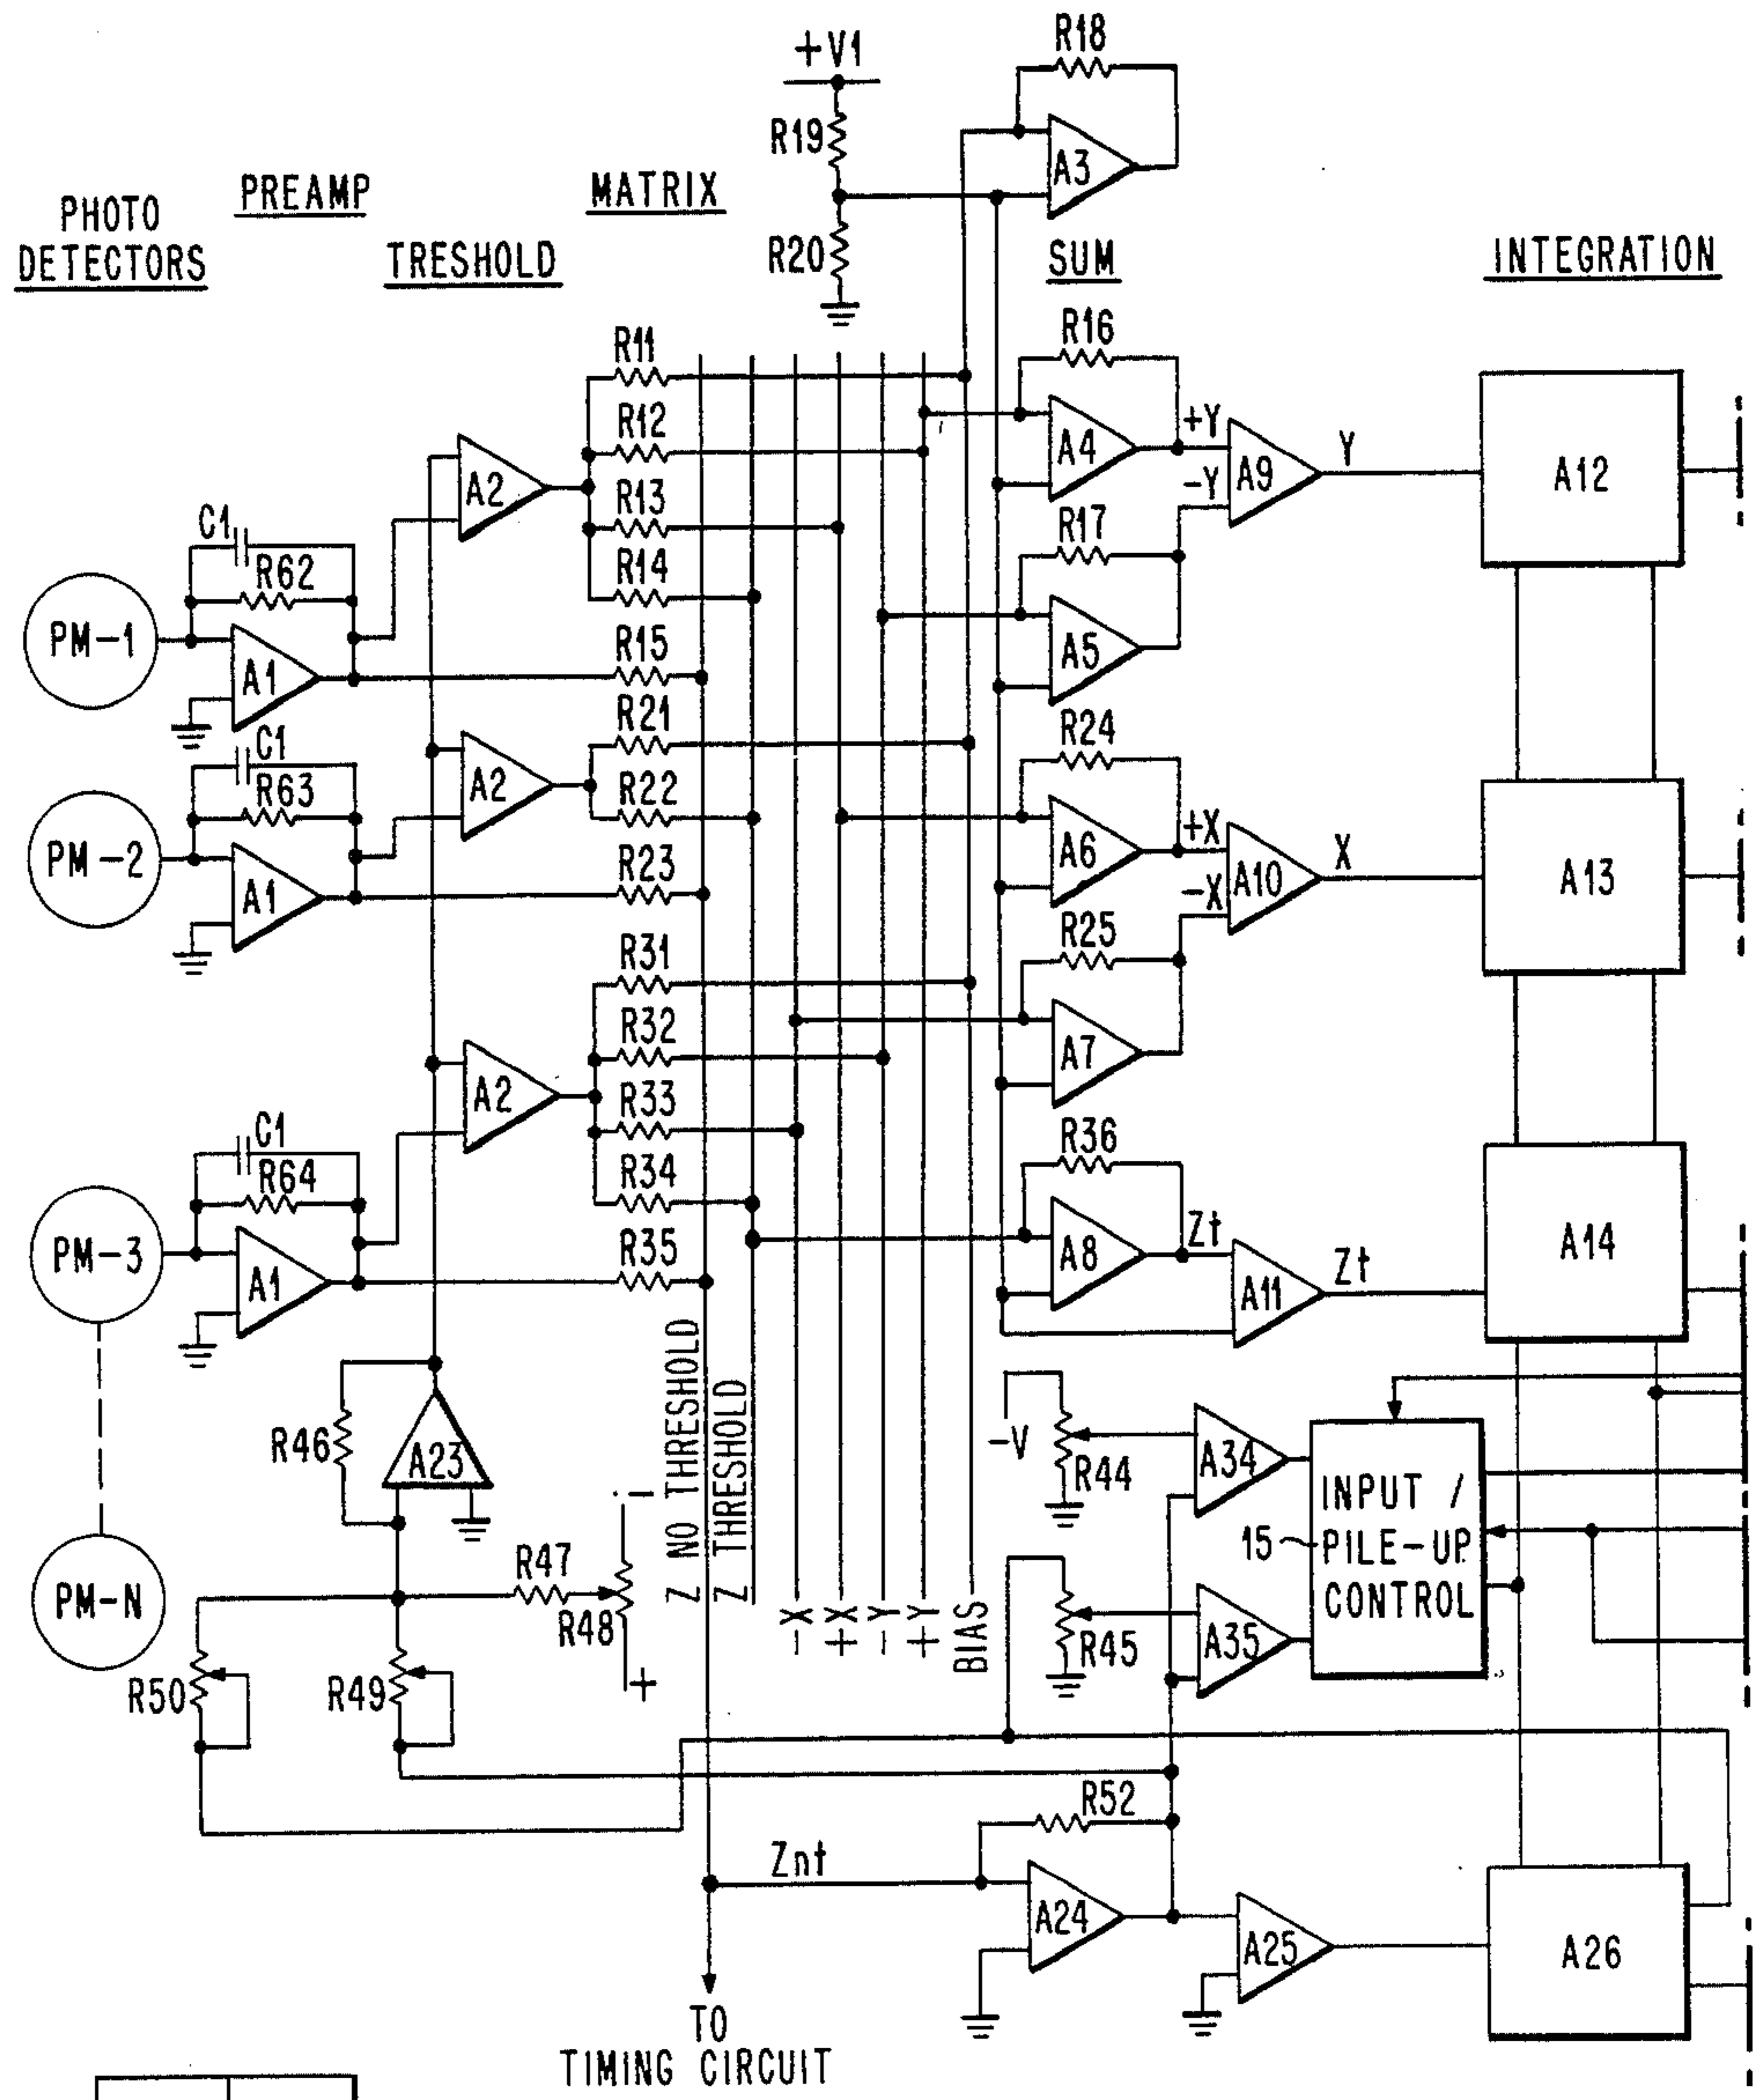 +V1
R18
R19
A3
PHOTO
DETECTORS
PREAMP
TRESHOLD
MATRIX
R20
SUM
INTEGRATION
R11
R16
R12
A2
A4
+Y
-Y
A9
Y
A12
R13
C1
R62
R14
R17
PM-1
A1
R15
A5
R21
C1
R63
A2
R22
R24
PM-2
A1
R23
A6
+X
-X
A10
X
A13
R31
R25
R32
A2
R33
A7
C1
R64
R34
R36
PM-3
A1
R35
A8
Zt
A11
Zt
A14
R46
A23
Z NO THRESHOLD
Z THRESHOLD
-X
+X
-Y
+Y
BIAS
-V
R44
A34
INPUT /
PILE-UP
CONTROL
15
PM-N
R47
-
R48
+
R50
R49
R45
A35
R52
Znt
A24
A25
A26
TO
TIMING CIRCUIT